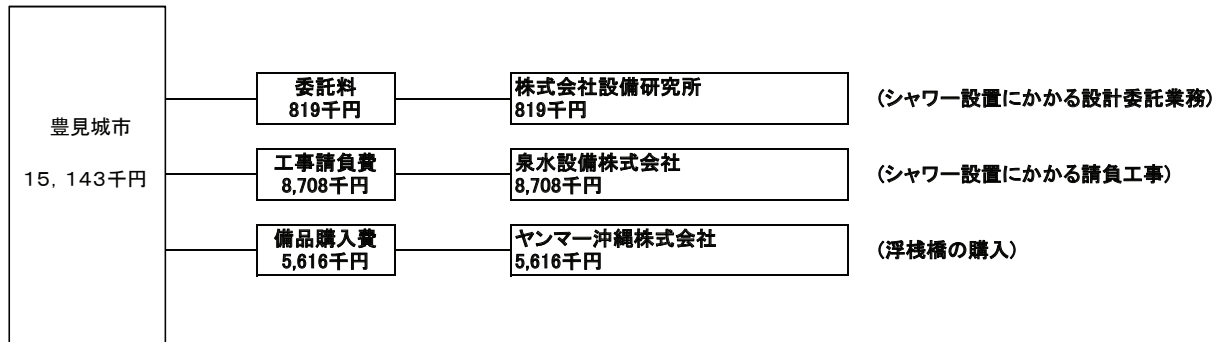 豊見城市
15，143千円
委託料
819千円
株式会社設備研究所
819千円
(シャワー設置にかかる設計委託業務)
工事請負費
8,708千円
泉水設備株式会社
8,708千円
(シャワー設置にかかる請負工事)
備品購入費
5,616千円
ヤンマー沖縄株式会社
5,616千円
(浮桟橋の購入)